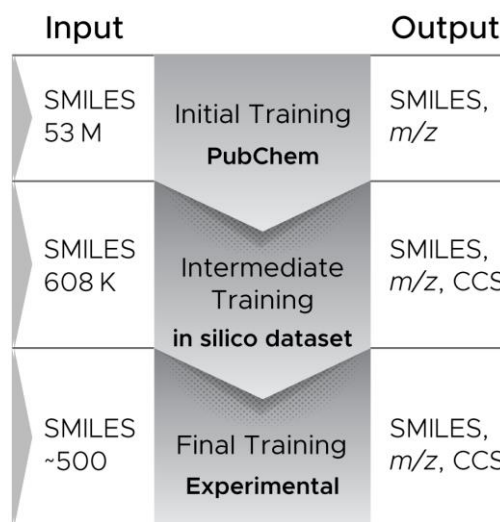 Input
Output
SMILES
53 M
Initial Training
PubChem
SMILES,
m/z
SMILES
608 K
Intermediate
Training
in silico dataset
SMILES,
m/z, CCS
SMILES
~500
Final Training
Experimental
SMILES,
m/z, CCS